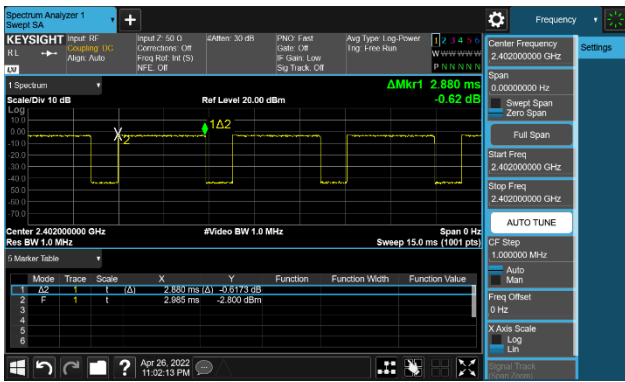 Spectrum Analyzer 1
Swept SA
+
Frequency
KEYSIGHT Input: RF Input Z: 50 Ω #Atten: 30 dB PNO: Fast Avg Type: Log-Power 1 2 3 4 5 6
RL Coupling: DC Corrections: Off Gate: Off Trig: Free Run W W W W W W
Align: Auto Freq Ref: Int (S) IF Gain: Low P N N N N N
LXI NFE: Off Sig Track: Off
1 Spectrum
ΔMkr1 2.880 ms
Scale/Div 10 dB Ref Level 20.00 dBm -0.62 dB
Log
10.0
0.00
-10.0
-20.0
-30.0
-40.0
-50.0
-60.0
-70.0
X2
1Δ2
Center 2.402000000 GHz #Video BW 1.0 MHz Span 0 Hz
Res BW 1.0 MHz Sweep 15.0 ms (1001 pts)
5 Marker Table
Mode Trace Scale X Y Function Function Width Function Value
1 Δ2 1 t (Δ) 2.880 ms (Δ) -0.6173 dB
2 F 1 t 2.985 ms -2.800 dBm
3
4
5
6
?
Apr 26, 2022
11:02:13 PM
Center Frequency
2.402000000 GHz
Settings
Span
0.00000000 Hz
Swept Span
Zero Span
Full Span
Start Freq
2.402000000 GHz
Stop Freq
2.402000000 GHz
AUTO TUNE
CF Step
1.000000 MHz
Auto
Man
Freq Offset
0 Hz
X Axis Scale
Log
Lin
Signal Track
(Span Zoom)